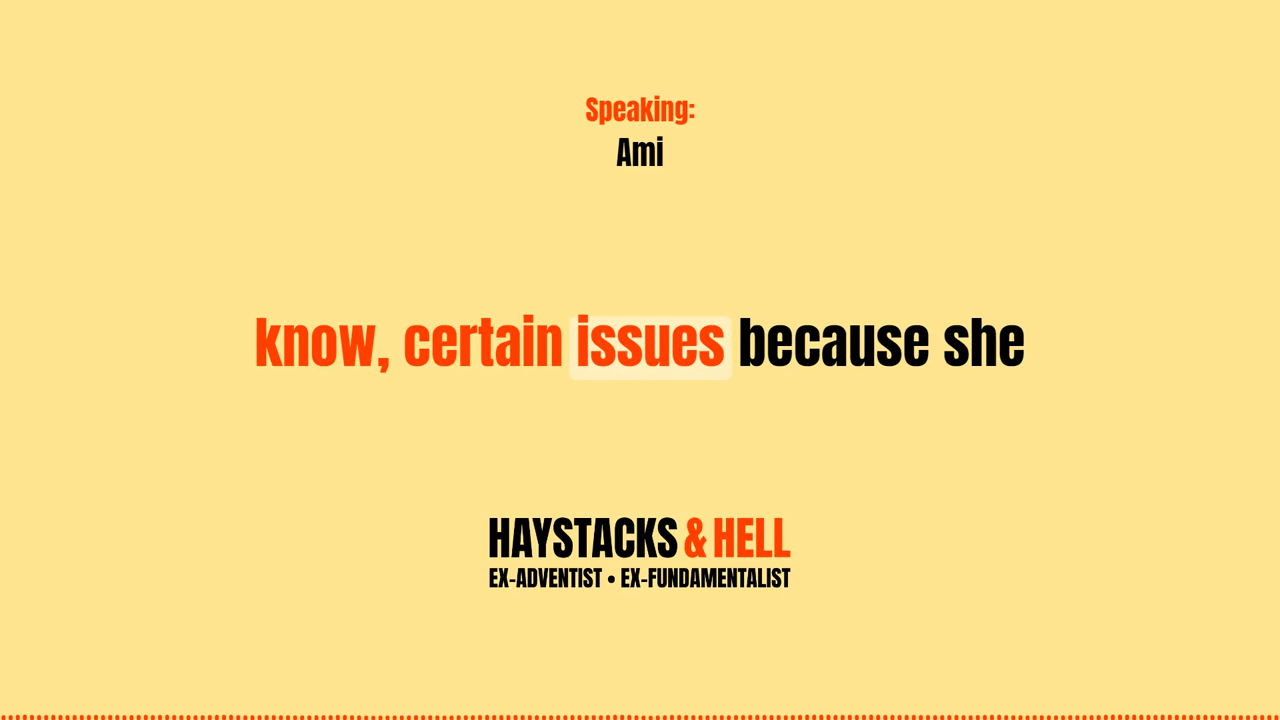 Speaking:
Ami
know, certain issues because she
HAYSTACKS & HELL
EX-ADVENTIST • EX-FUNDAMENTALIST